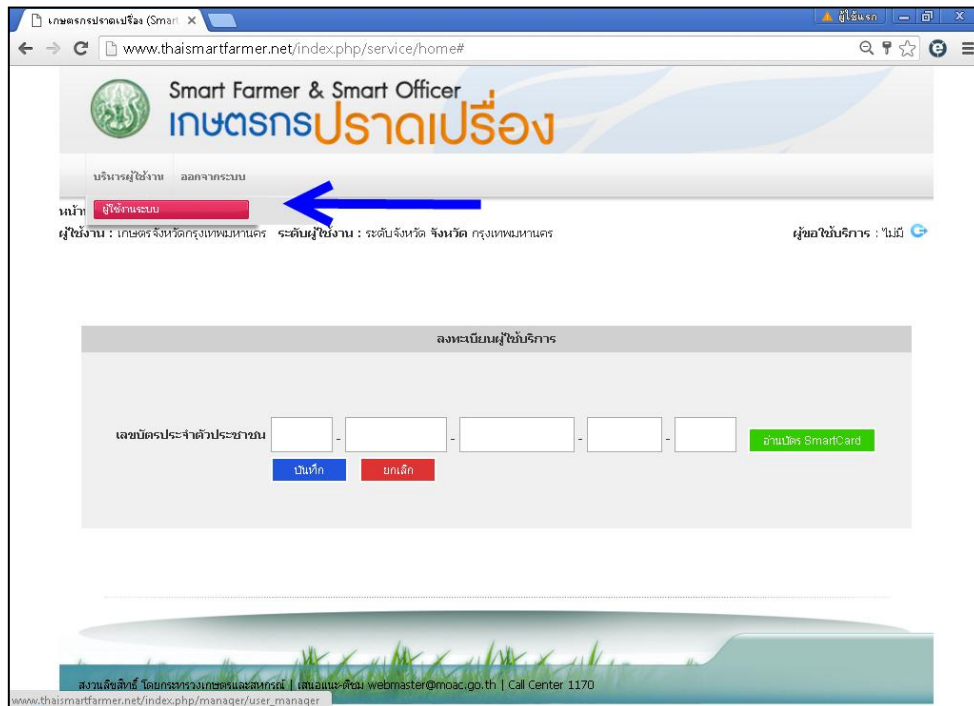 เกษตรกรปราดเปรื่อง (Smart
ผู้ใช้แรก
www.thaismartfarmer.net/index.php/service/home#
Smart Farmer & Smart Officer
เกษตรกรปราดเปรื่อง
บริหารผู้ใช้งาน ออกจากระบบ
ผู้ใช้งานระบบ
ผู้ใช้งาน : เกษตรจังหวัดกรุงเทพมหานคร ระดับผู้ใช้งาน : ระดับจังหวัด จังหวัด กรุงเทพมหานคร ผู้ขอใช้บริการ : ไม่มี
ลงทะเบียนผู้ใช้บริการ
เลขบัตรประจำตัวประชาชน - - - - อ่านบัตร SmartCard
บันทึก ยกเลิก
สงวนลิขสิทธิ์ โดยกระทรวงเกษตรและสหกรณ์ | เสนอแนะ-ติชม webmaster@moac.go.th | Call Center 1170
www.thaismartfarmer.net/index.php/manager/user_manager